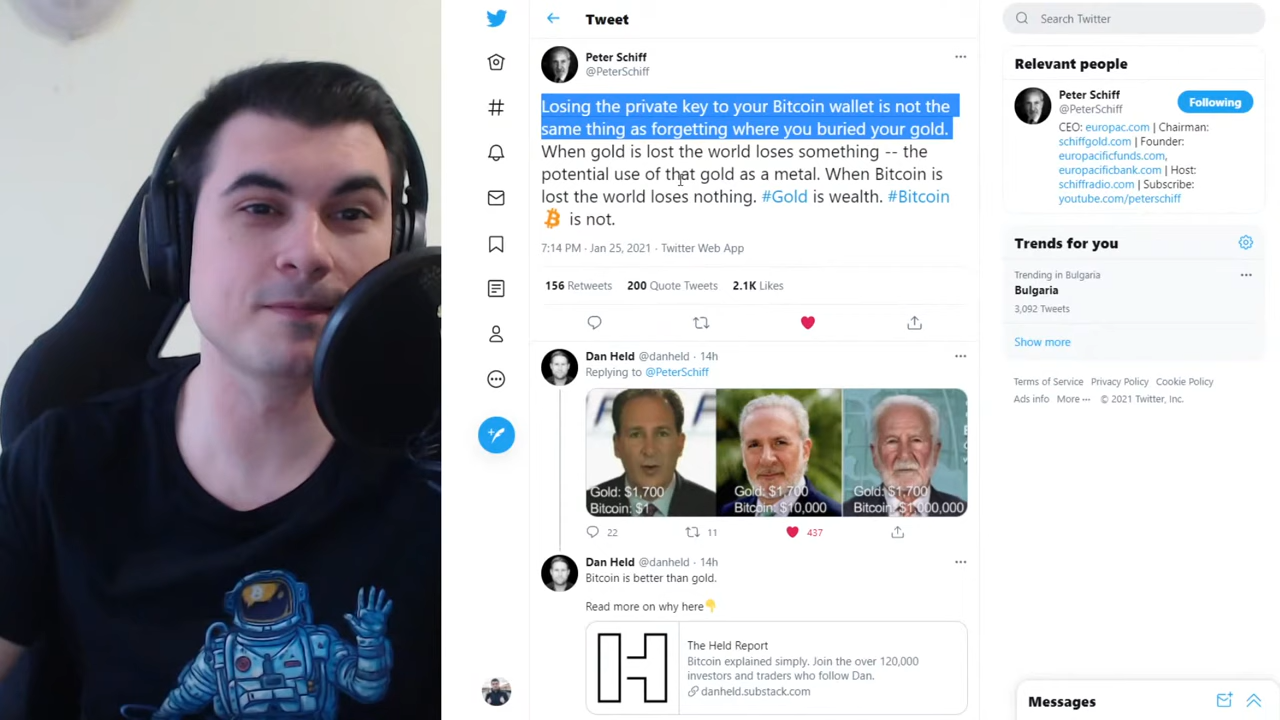 Tweet
Peter Schiff
@PeterSchiff
Losing the private key to your Bitcoin wallet is not the
same thing as forgetting where you buried your gold.
When gold is lost the world loses something -- the
potential use of that gold as a metal. When Bitcoin is
lost the world loses nothing. #Gold is wealth. #Bitcoin
is not.
7:14 PM · Jan 25, 2021 · Twitter Web App
156 Retweets 200 Quote Tweets 2.1K Likes
Dan Held @danheld · 14h
Replying to @PeterSchiff
Gold: $1,700
Bitcoin: $1
Gold: $1,700
Bitcoin: $10,000
Gold: $1,700
Bitcoin: $1,000,000
22 11 437
Dan Held @danheld · 14h
Bitcoin is better than gold.
Read more on why here👇
H
The Held Report
Bitcoin explained simply. Join the over 120,000
investors and traders who follow Dan.
danheld.substack.com
Search Twitter
Relevant people
Peter Schiff
@PeterSchiff
Following
CEO: europac.com | Chairman:
schiffgold.com | Founder:
europacificfunds.com,
europacificbank.com | Host:
schiffradio.com | Subscribe:
youtube.com/peterschiff
Trends for you
Trending in Bulgaria
Bulgaria
3,092 Tweets
Show more
Terms of Service Privacy Policy Cookie Policy
Ads info More ··· © 2021 Twitter, Inc.
Messages